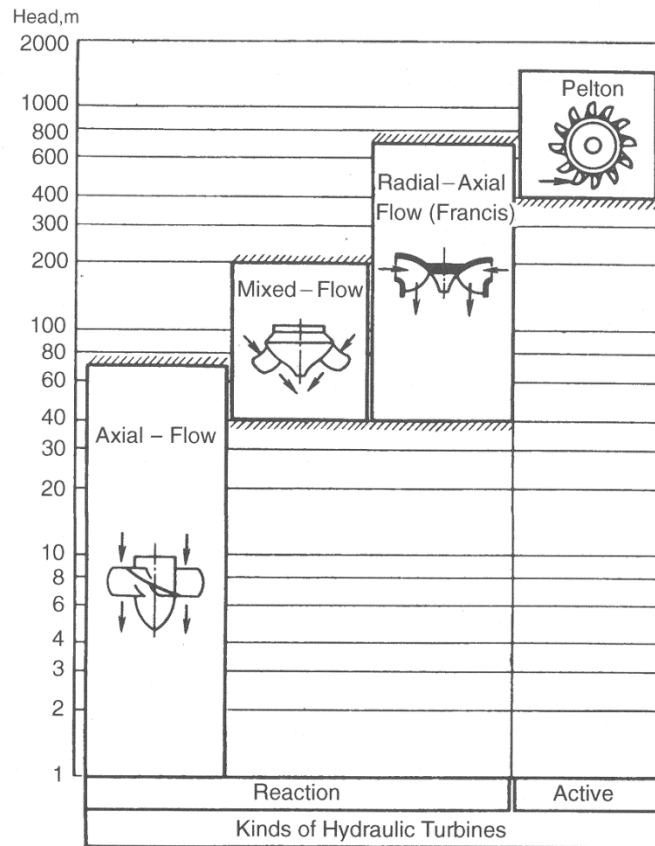 Head,m
2000
1000
800
600
400
300
200
100
80
60
40
30
20
10
8
6
4
3
2
1
Pelton
Radial–Axial
Flow (Francis)
Mixed–Flow
Axial – Flow
Reaction
Active
Kinds of Hydraulic Turbines